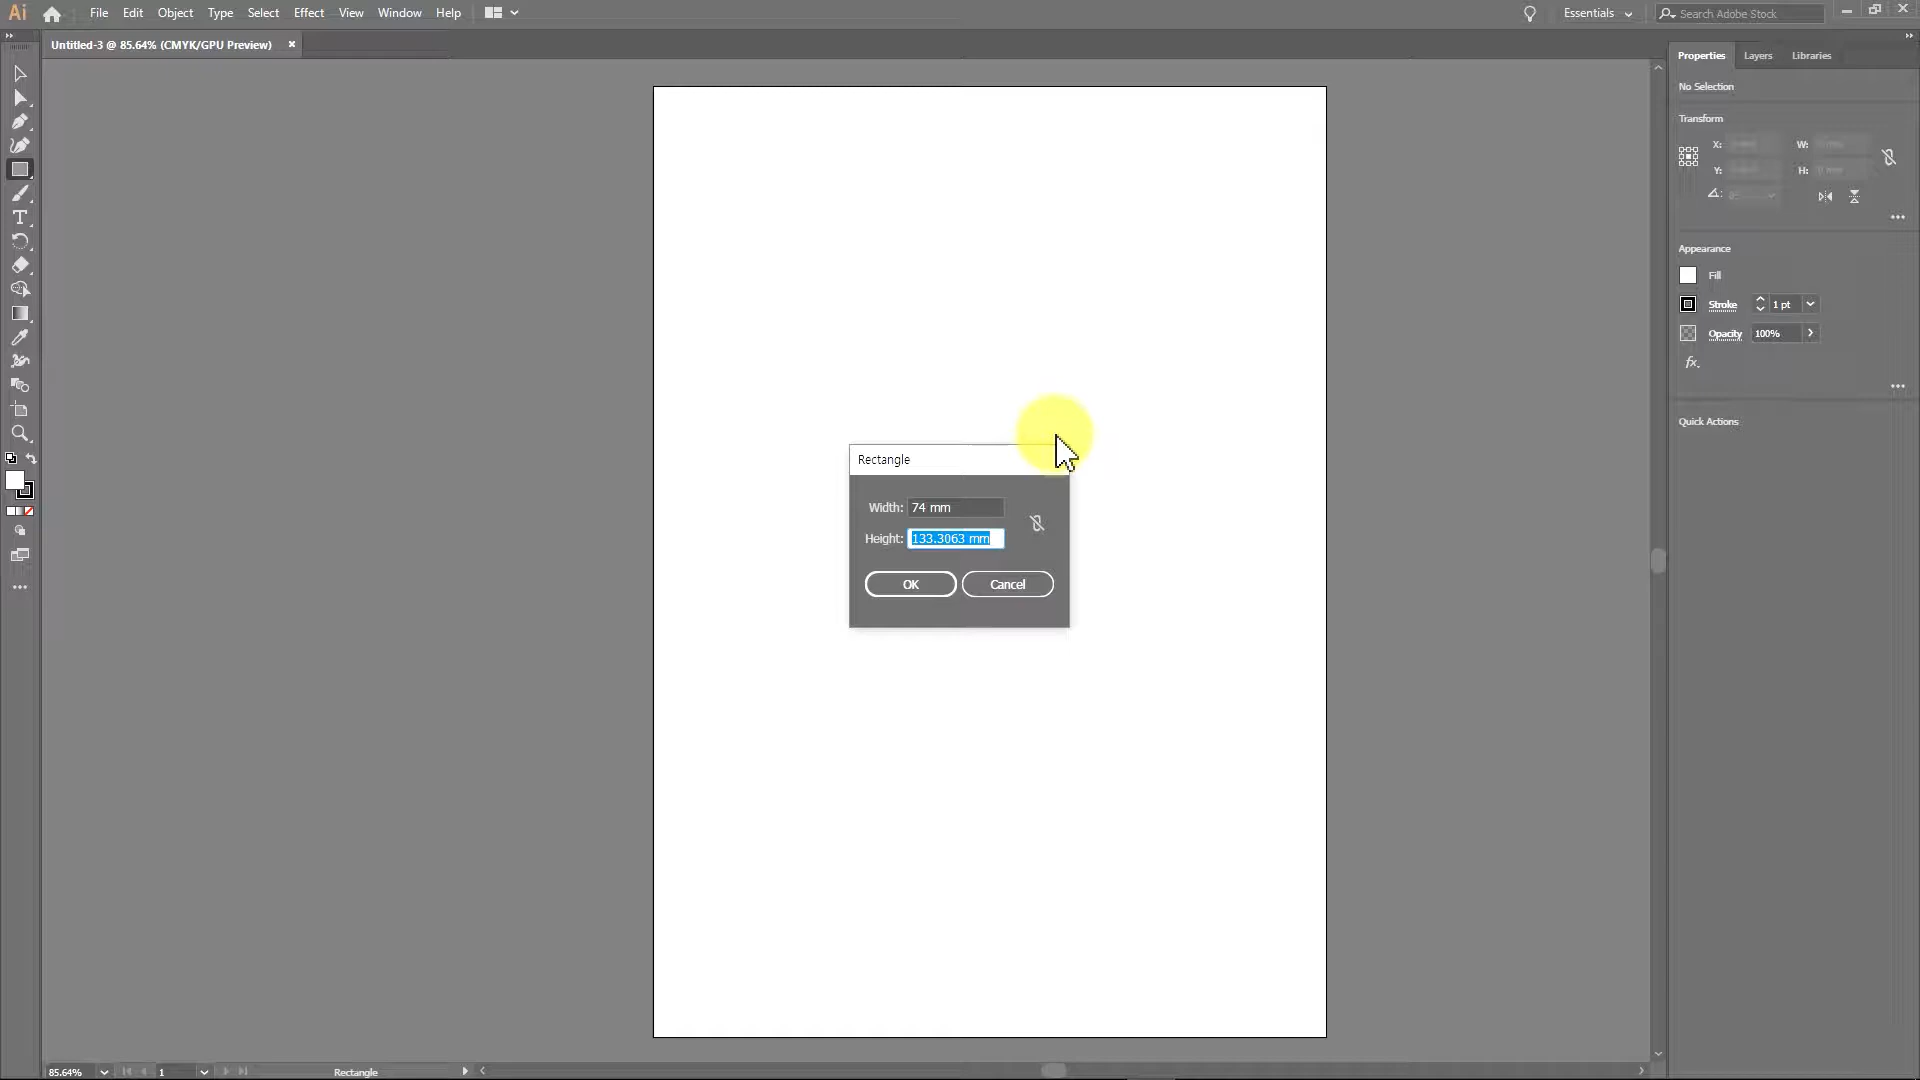 Ai File Edit Object Type Select Effect View Window Help Essentials Search Adobe Stock
Untitled-3 @ 85.64% (CMYK/GPU Preview)
Properties Layers Libraries
No Selection
Transform
X: W:
Y: H:
Appearance
Fill
Stroke 1 pt
Opacity 100%
fx.
Quick Actions
Rectangle
Width: 74 mm
Height: 133.3063 mm
OK Cancel
85.64% 1 Rectangle